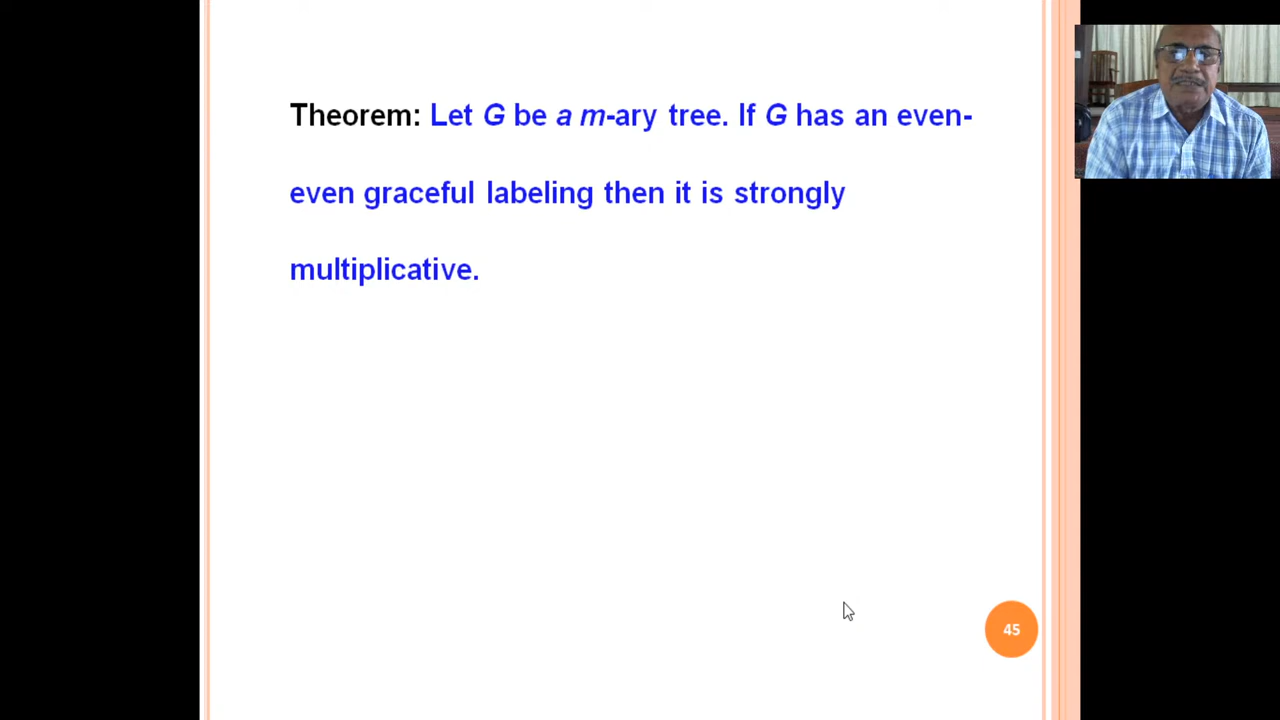 Theorem: Let G be a m-ary tree. If G has an even-
even graceful labeling then it is strongly
multiplicative.
45